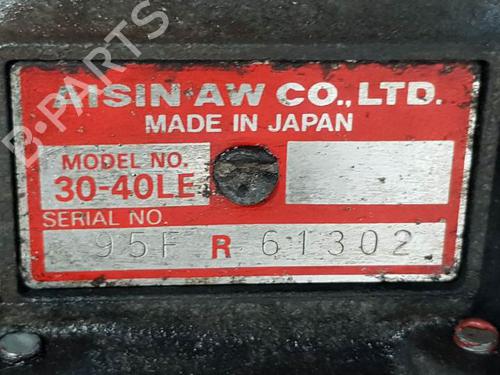 AISIN AW CO., LTD.
MADE IN JAPAN
MODEL NO.
30-40LE
SERIAL NO.
95F R 61302
B-PARTS